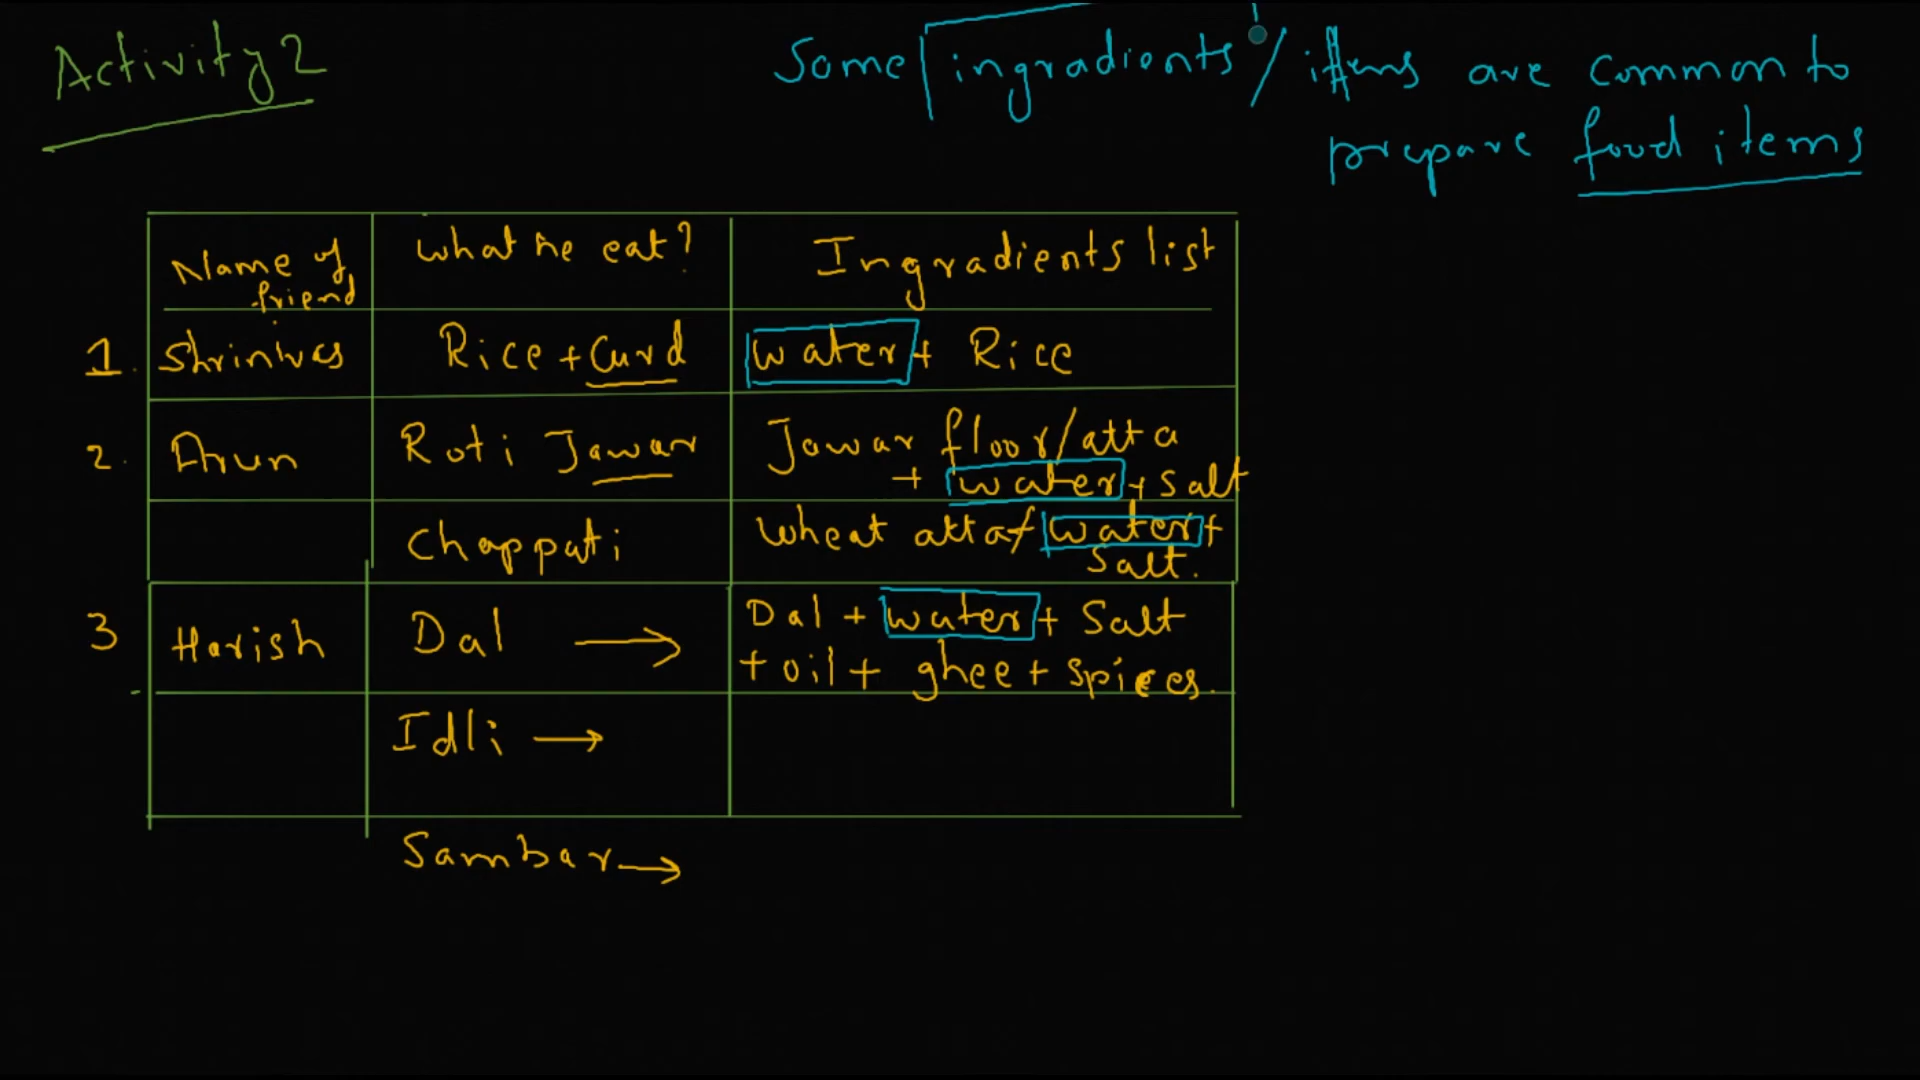 Activity 2
Some ingradients / items are common to
prepare food items
Name of friend What he eat? Ingradients list
1. Shrinivas Rice + Curd water + Rice
2. Arun Roti Jawar Jawar floor/atta
+ water + salt
Chappati Wheat atta + water +
salt.
3 Harish Dal → Dal + water + Salt
+ oil + ghee + spices.
Idli →
Sambar →